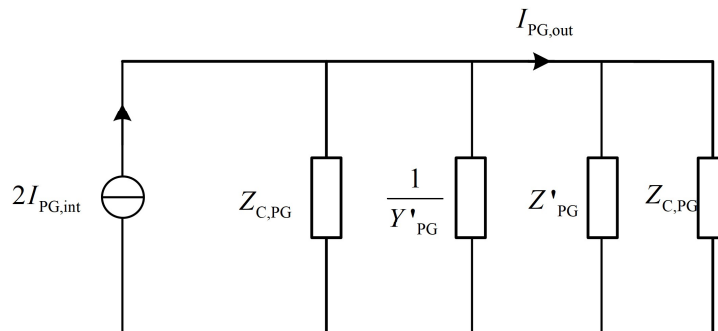 I_PG,out
2I_PG,int
Z_C,PG
1
Y'_PG
Z'_PG
Z_C,PG